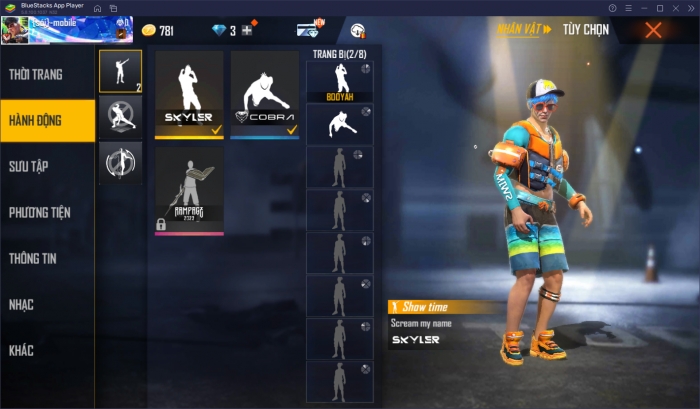 BlueStacks App Player
781
3
NEW
NHÂN VẬT
TÙY CHỌN
THỜI TRANG
HÀNH ĐỘNG
SƯU TẬP
PHƯƠNG TIỆN
THÔNG TIN
NHẠC
KHÁC
2
SKYLER
COBRA
RAMPAGE
TRANG BỊ(2/8)
BOOYAH
SWIM
Show time
Scream my name
SKYLER